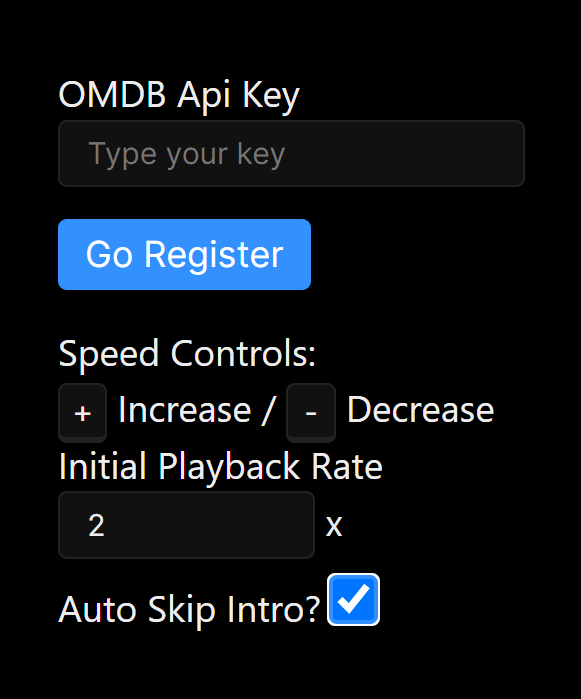 OMDB Api Key
Type your key
Go Register
Speed Controls:
+ Increase / - Decrease
Initial Playback Rate
2 x
Auto Skip Intro?